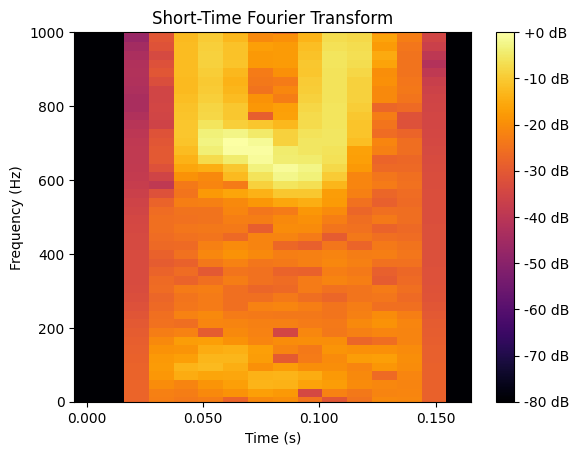 Short-Time Fourier Transform
1000
800
600
400
200
0
Frequency (Hz)
0.000
0.050
0.100
0.150
Time (s)
+0 dB
-10 dB
-20 dB
-30 dB
-40 dB
-50 dB
-60 dB
-70 dB
-80 dB